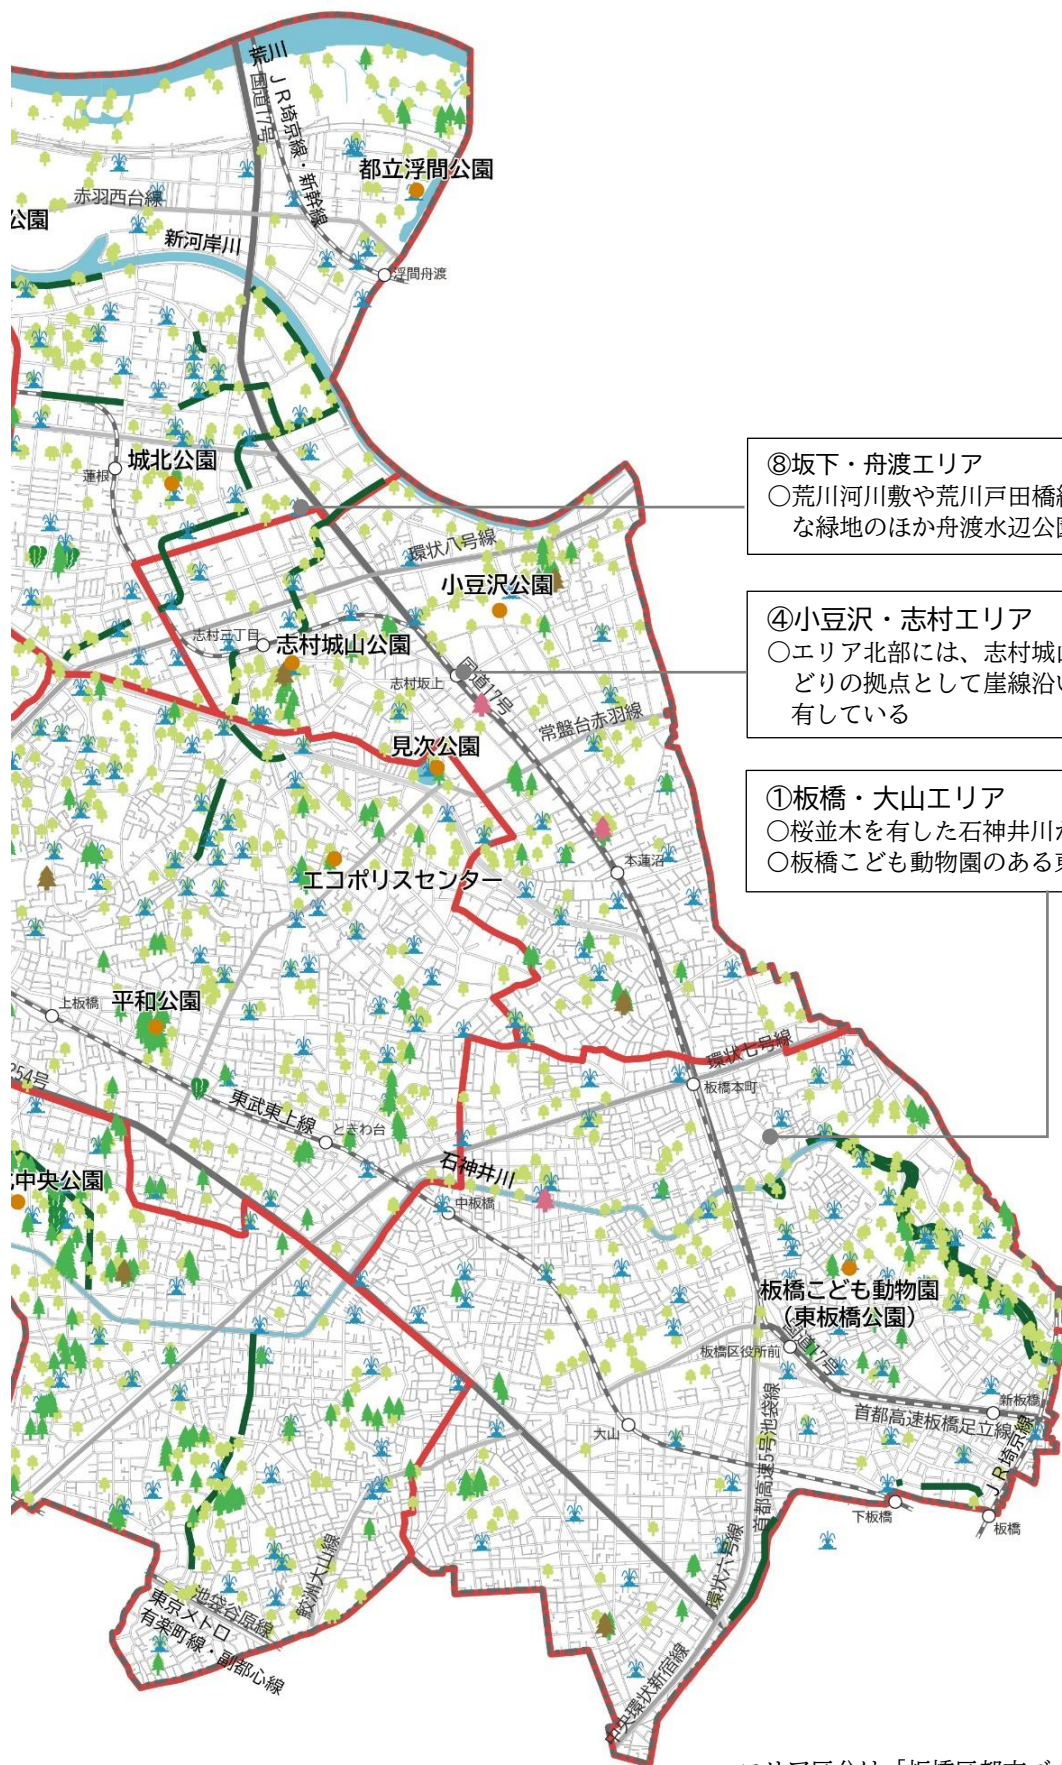 荒川
国道17号
ＪＲ埼京線・新幹線
都立浮間公園
赤羽西台線
公園
新河岸川
浮間舟渡
城北公園
蓮根
⑧坂下・舟渡エリア
○荒川河川敷や荒川戸田橋
な緑地のほか舟渡水辺公
環状八号線
小豆沢公園
志村三丁目
志村城山公園
志村坂上
国道17号
④小豆沢・志村エリア
○エリア北部には、志村城
どりの拠点として崖線沿
有している
常盤台赤羽線
見次公園
①板橋・大山エリア
○桜並木を有した石神井川
○板橋こども動物園のある
本蓮沼
エコポリスセンター
上板橋
平和公園
環状七号線
板橋本町
254号
東武東上線
ときわ台
石神井川
中央公園
中板橋
板橋こども動物園
（東板橋公園）
国道17号
板橋区役所前
新板橋
首都高速板橋足立線
大山
首都高速5号池袋線
ＪＲ埼京線
下板橋
板橋
環状六号線
鮫洲大山線
池袋谷原線
東京メトロ
有楽町線・副都心線
中央環状新宿線